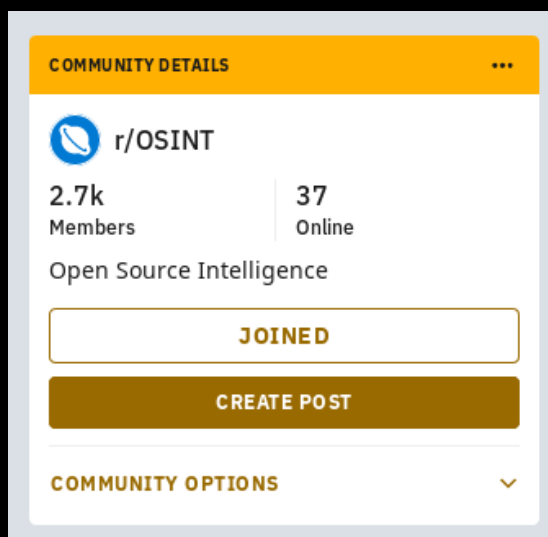 COMMUNITY DETAILS
r/OSINT
2.7k 37
Members Online
Open Source Intelligence
JOINED
CREATE POST
COMMUNITY OPTIONS